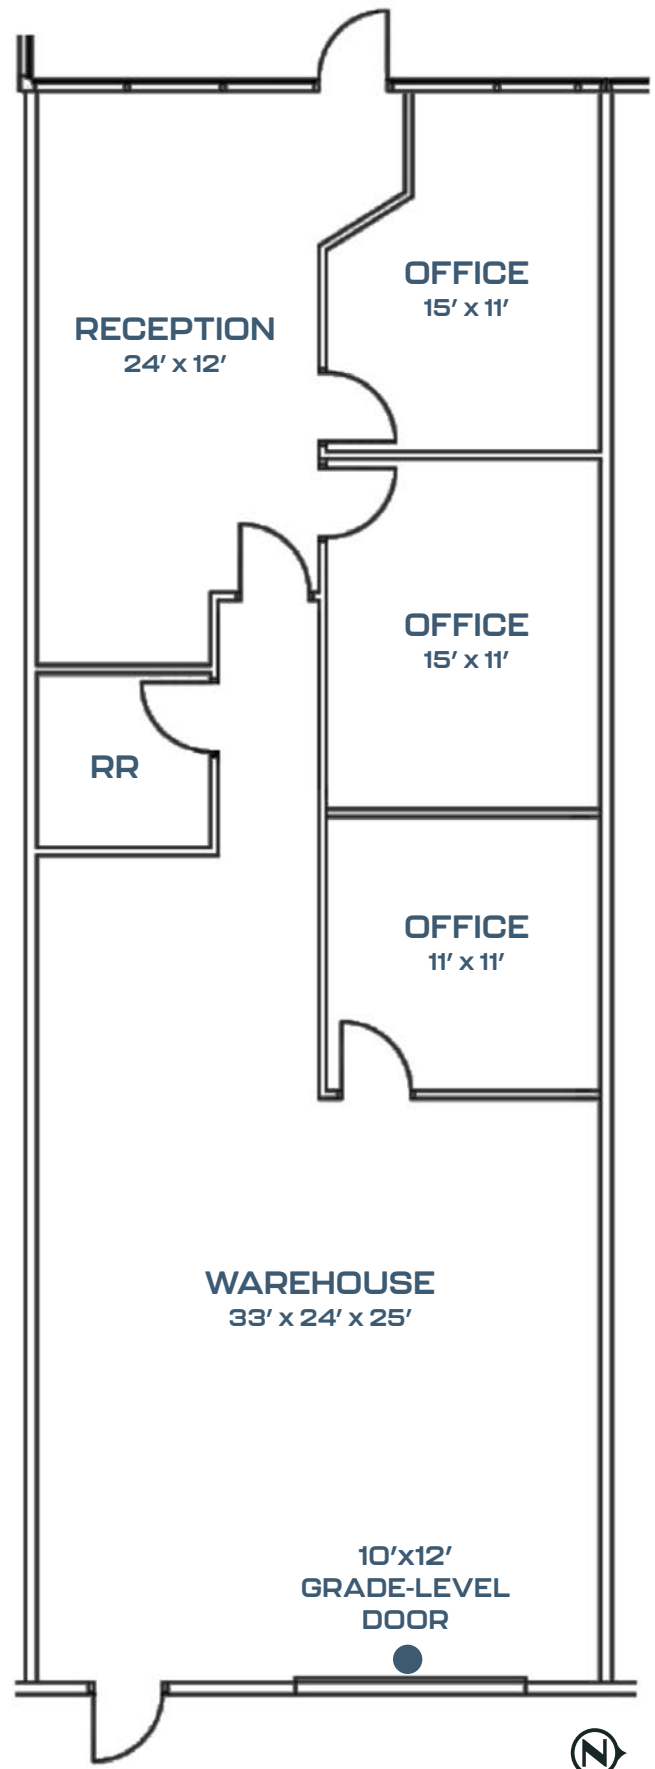 OFFICE
15' x 11'
RECEPTION
24' x 12'
OFFICE
15' x 11'
RR
OFFICE
11' x 11'
WAREHOUSE
33' x 24' x 25'
10'x12'
GRADE-LEVEL
DOOR
N